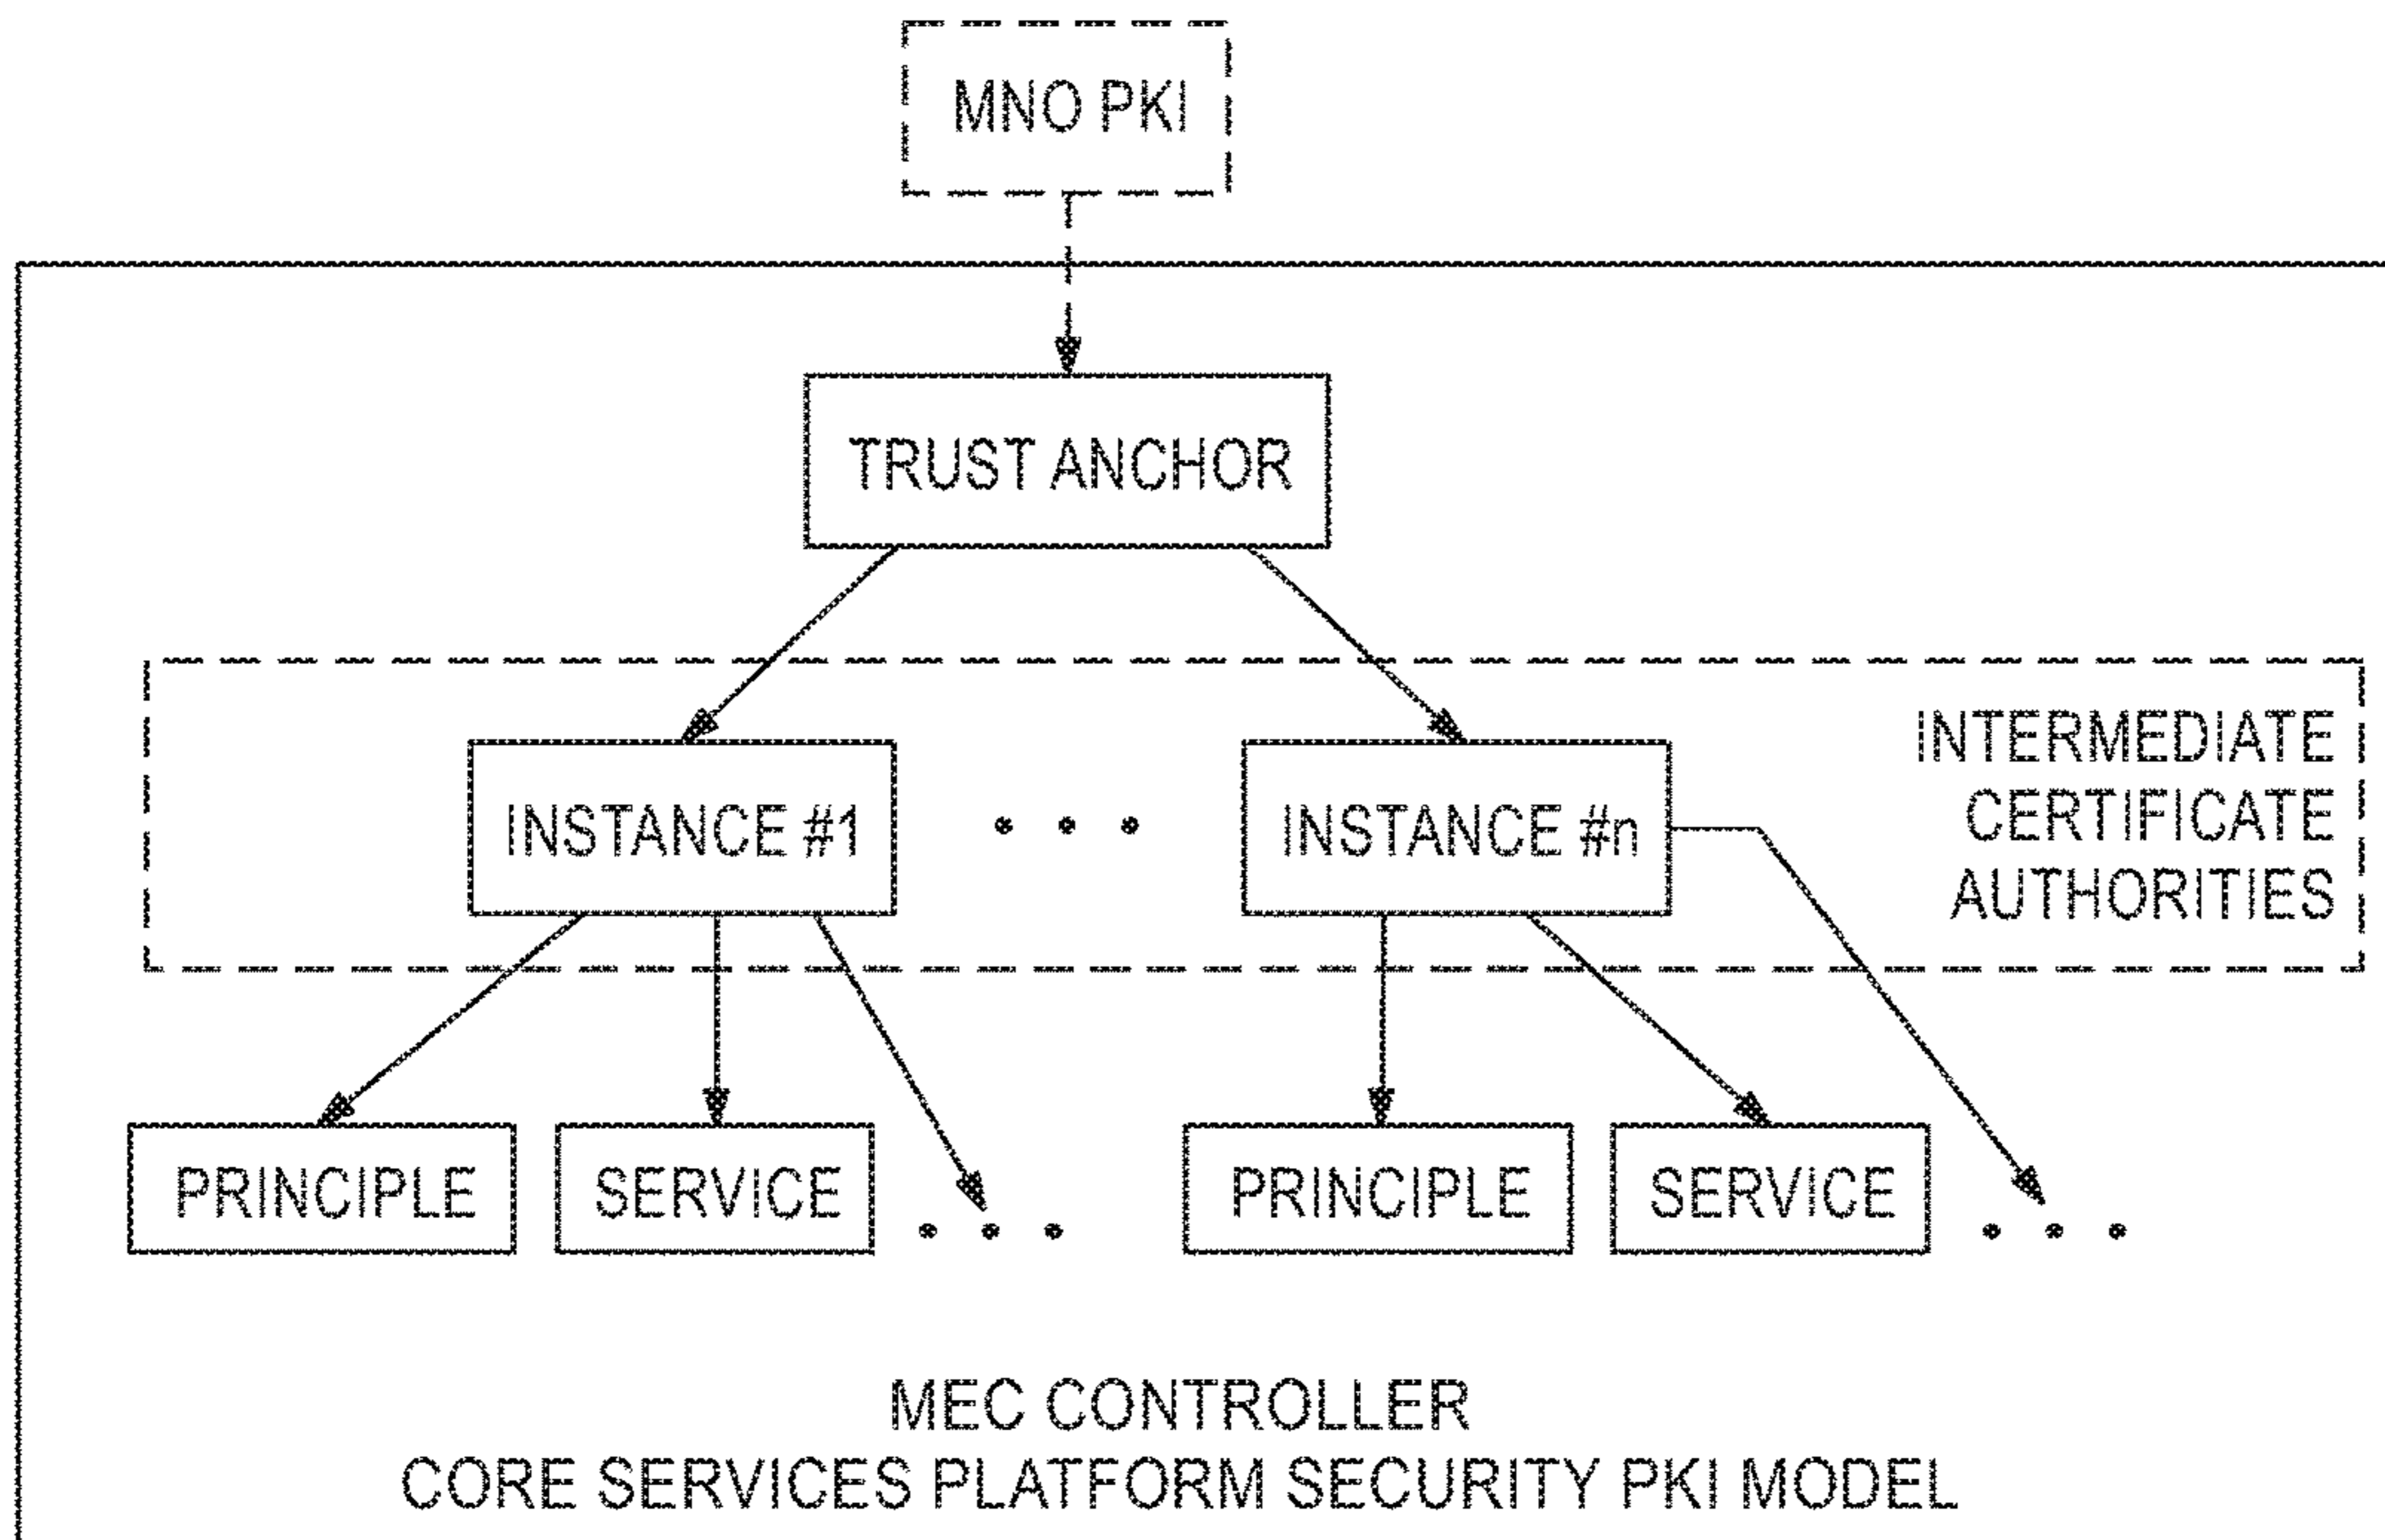 MNO PKI
TRUST ANCHOR
INTERMEDIATE
CERTIFICATE
AUTHORITIES
INSTANCE #1
• • •
INSTANCE #n
PRINCIPLE
SERVICE
• • •
PRINCIPLE
SERVICE
• • •
MEC CONTROLLER
CORE SERVICES PLATFORM SECURITY PKI MODEL